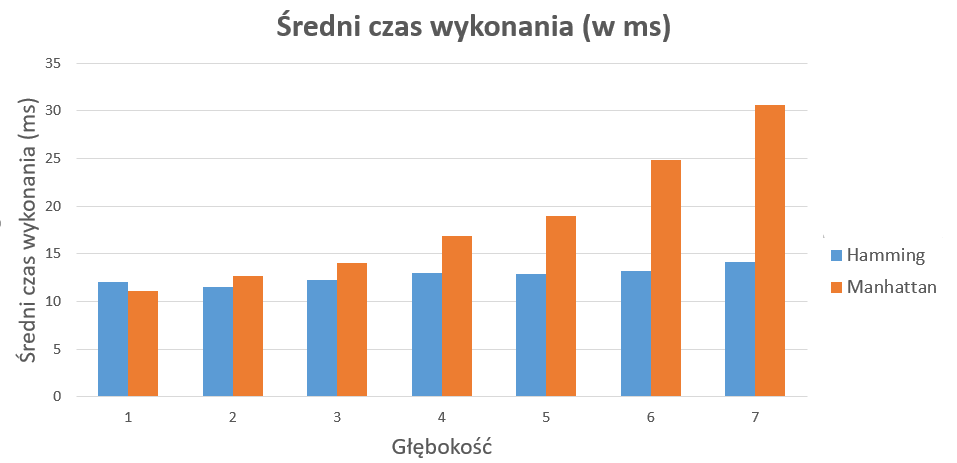 Średni czas wykonania (w ms)
Średni czas wykonania (ms)
35
30
25
20
15
10
5
0
1 2 3 4 5 6 7
Głębokość
Hamming
Manhattan